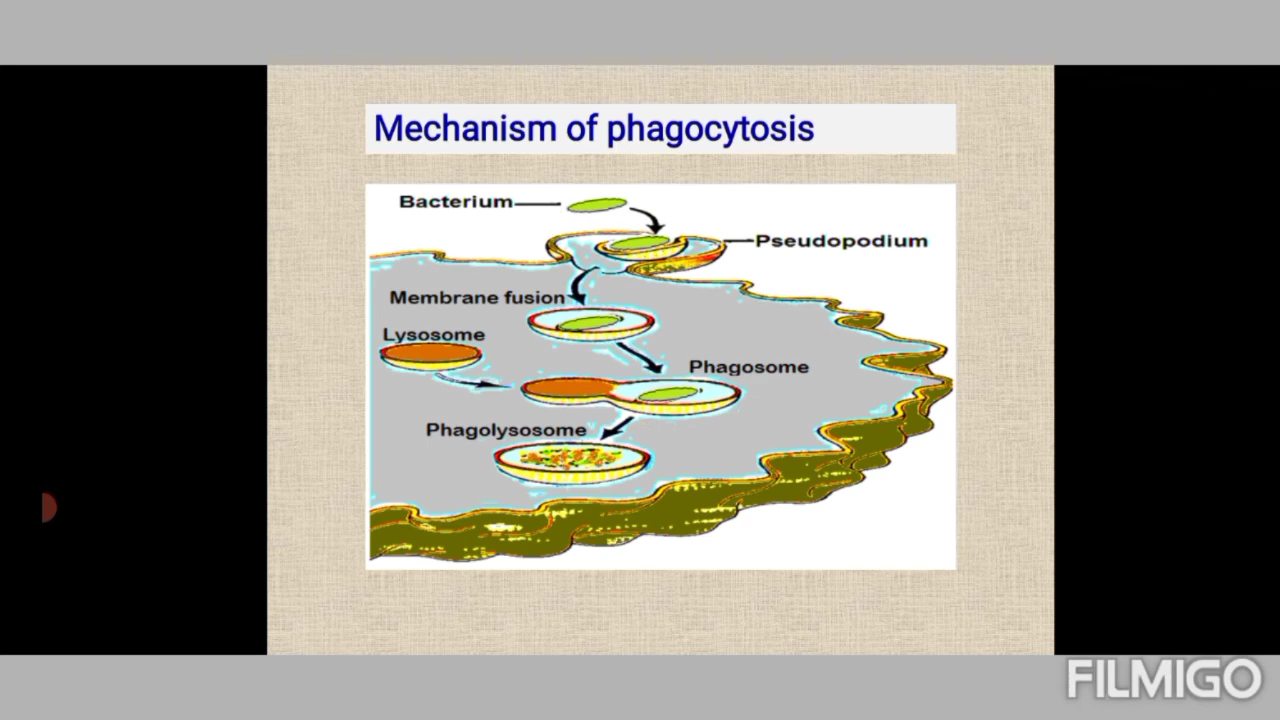 Mechanism of phagocytosis
Bacterium
Pseudopodium
Membrane fusion
Lysosome
Phagosome
Phagolysosome
FILMIGO